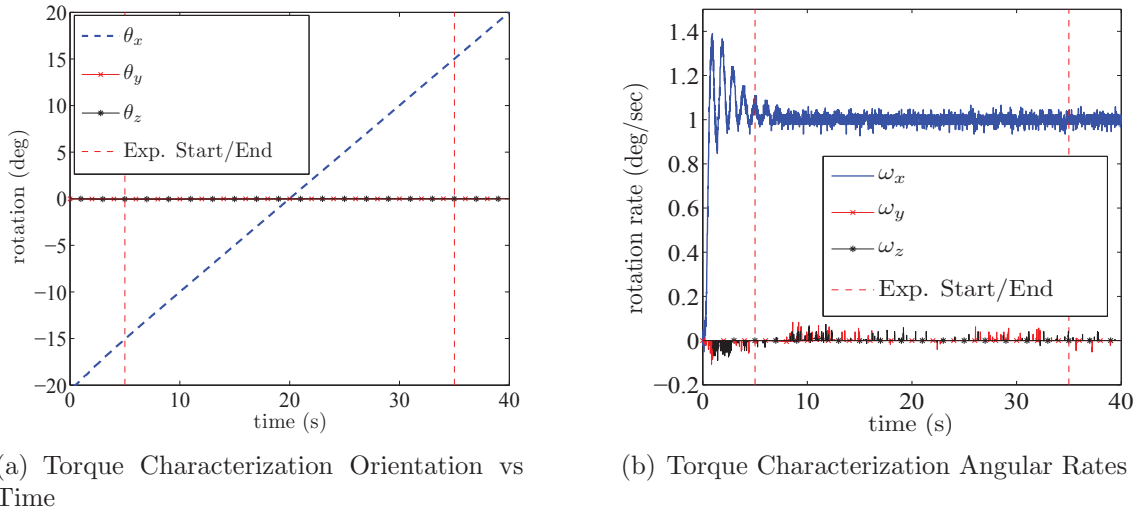 20
15
10
5
0
−5
−10
−15
−20
rotation (deg)
θx
θy
θz
Exp. Start/End
0 10 20 30 40
time (s)
1.4
1.2
1
0.8
0.6
0.4
0.2
0
−0.2
rotation rate (deg/sec)
ωx
ωy
ωz
Exp. Start/End
0 10 20 30 40
time (s)
(a) Torque Characterization Orientation vs
Time
(b) Torque Characterization Angular Rates